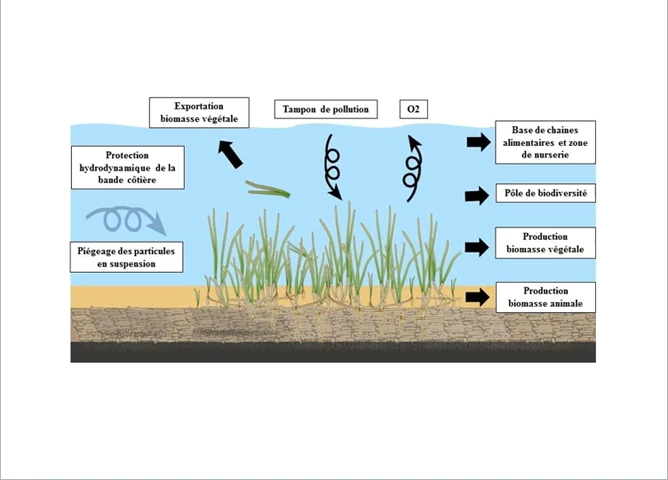 Exportation
biomasse végétale
Tampon de pollution
O2
Base de chaines
alimentaires et zone
de nurserie
Protection
hydrodynamique de la
bande côtière
Pôle de biodiversité
Piégeage des particules
en suspension
Production
biomasse végétale
Production
biomasse animale